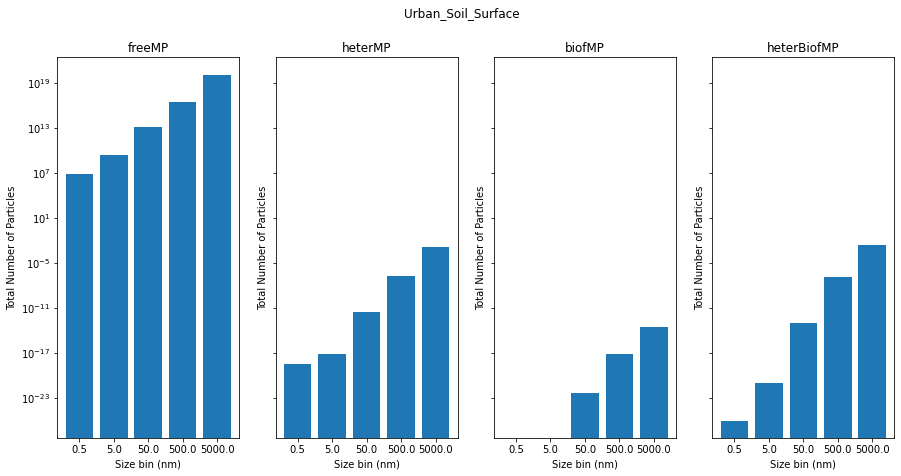 Urban_Soil_Surface
freeMP
heterMP
biofMP
heterBiofMP
Total Number of Particles
10^19
10^13
10^7
10^1
10^-5
10^-11
10^-17
10^-23
Total Number of Particles
Total Number of Particles
Total Number of Particles
0.5 5.0 50.0 500.0 5000.0
0.5 5.0 50.0 500.0 5000.0
0.5 5.0 50.0 500.0 5000.0
0.5 5.0 50.0 500.0 5000.0
Size bin (nm)
Size bin (nm)
Size bin (nm)
Size bin (nm)